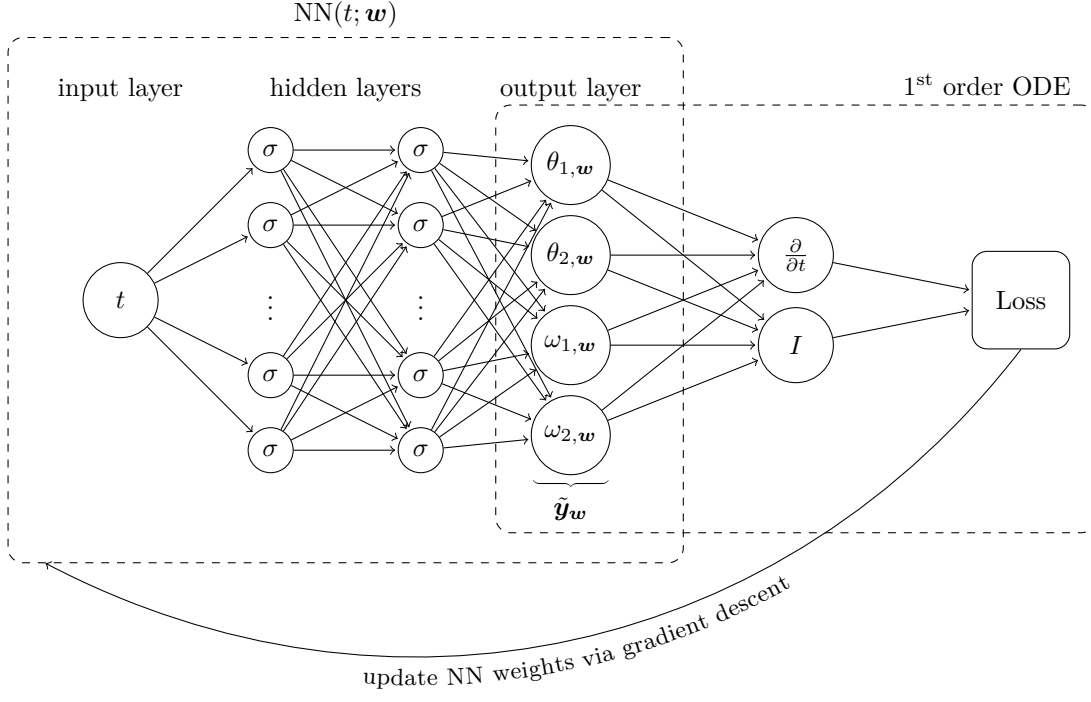 NN(t; w)
input layer
hidden layers
output layer
1st order ODE
t
σ
σ
⋮
σ
σ
σ
σ
⋮
σ
σ
θ1,w
θ2,w
ω1,w
ω2,w
ỹw
∂/∂t
I
Loss
update NN weights via gradient descent